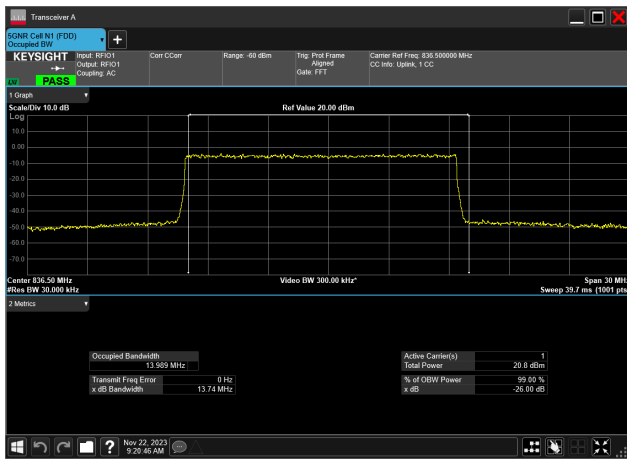 Transceiver A
5GNR Cell N1 (FDD)
Occupied BW
KEYSIGHT
Input: RFIO1
Output: RFIO1
Coupling: AC
Corr CCorr
Range: -60 dBm
Trig: Prot Frame
Aligned
Gate: FFT
Carrier Ref Freq: 836.500000 MHz
CC Info: Uplink, 1 CC
PASS
1 Graph
Scale/Div 10.0 dB
Ref Value 20.00 dBm
Log
10.0
0.00
-10.0
-20.0
-30.0
-40.0
-50.0
-60.0
-70.0
Center 836.50 MHz
Video BW 300.00 kHz*
Span 30 MH
#Res BW 30.000 kHz
Sweep 39.7 ms (1001 pts
2 Metrics
Occupied Bandwidth
13.989 MHz
Transmit Freq Error 0 Hz
x dB Bandwidth 13.74 MHz
Active Carrier(s) 1
Total Power 20.8 dBm
% of OBW Power 99.00 %
x dB -26.00 dB
Nov 22, 2023
9:20:46 AM